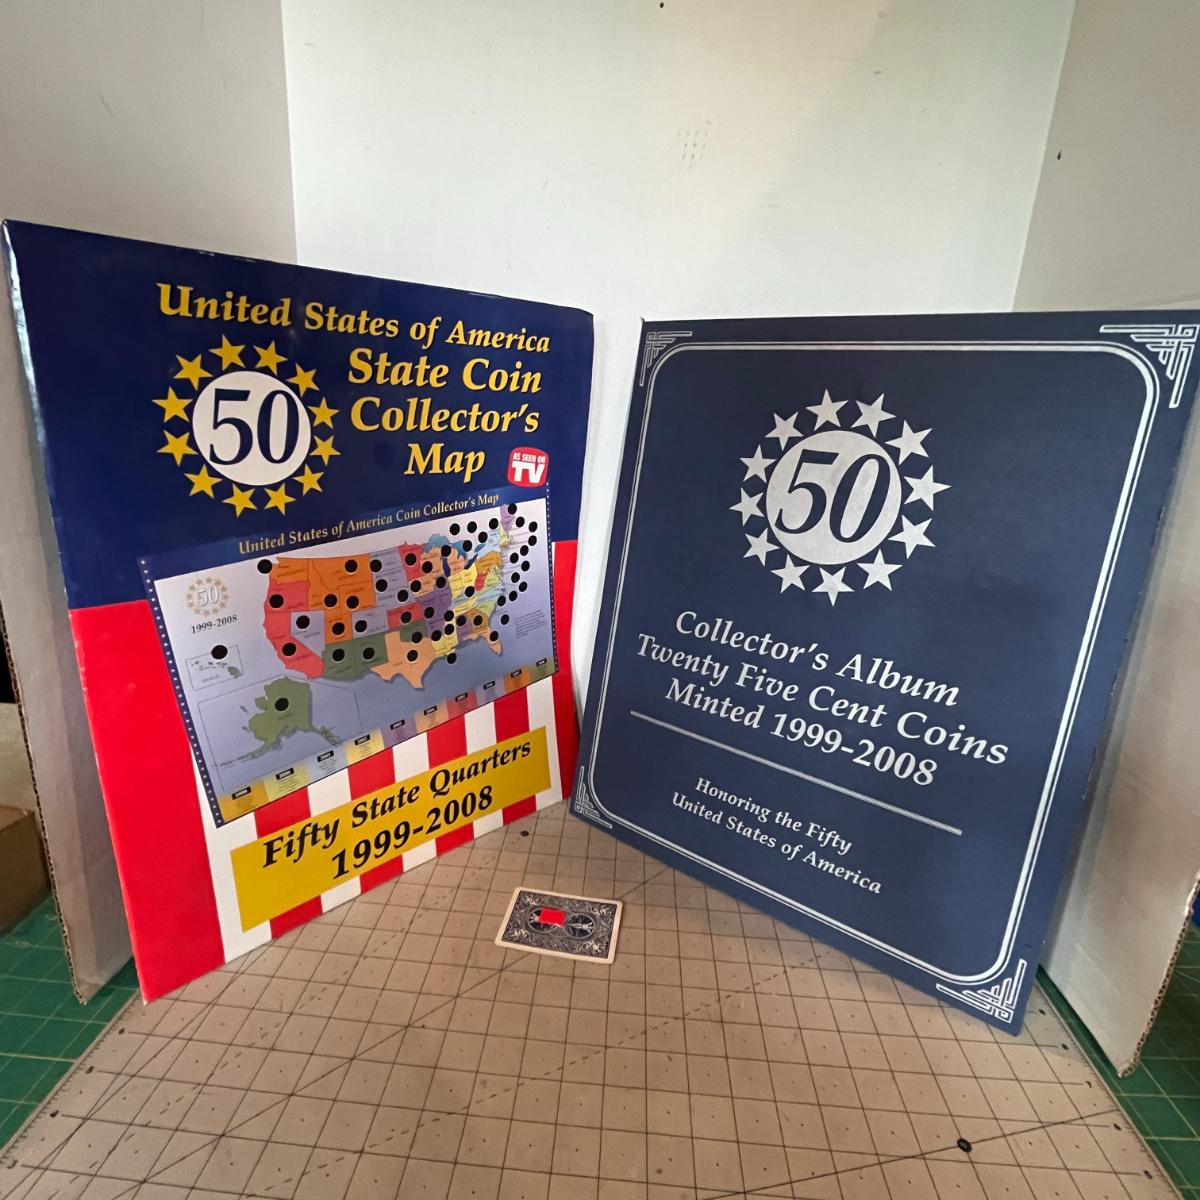 United States of America
State Coin
Collector's
Map
50
AS SEEN ON
TV
United States of America Coin Collector's Map
50
1999-2008
Fifty State Quarters
1999-2008
50
Collector's Album
Twenty Five Cent Coins
Minted 1999-2008
Honoring the Fifty
United States of America